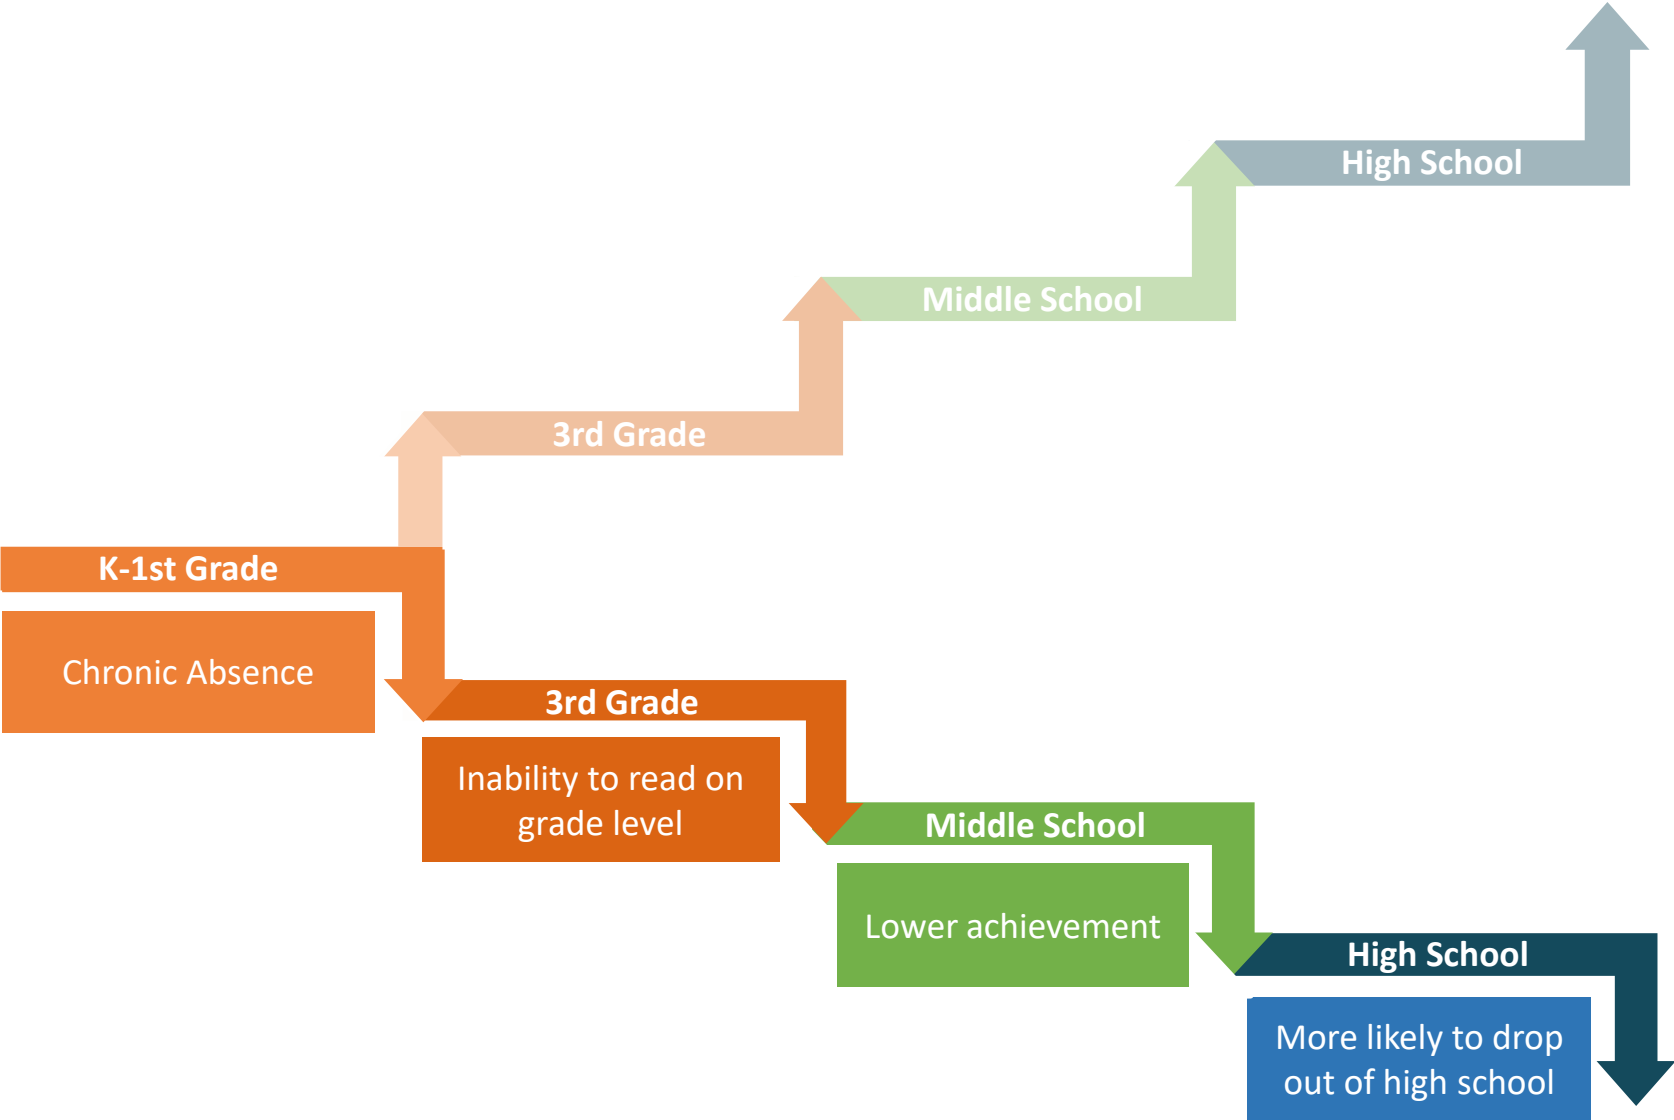 High School
Middle School
3rd Grade
K-1st Grade
Chronic Absence
3rd Grade
Inability to read on
grade level
Middle School
Lower achievement
High School
More likely to drop
out of high school